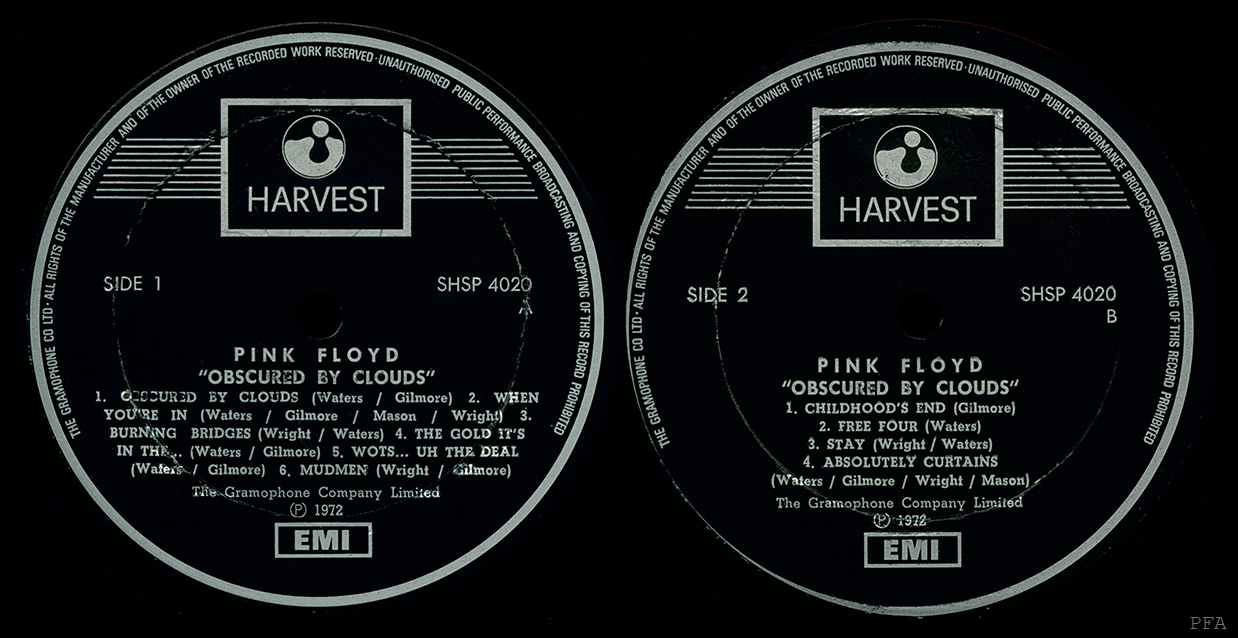 THE GRAMOPHONE CO LTD · ALL RIGHTS OF THE MANUFACTURER AND OF THE OWNER OF THE RECORDED WORK RESERVED · UNAUTHORISED PUBLIC PERFORMANCE BROADCASTING AND COPYING OF THIS RECORD PROHIBITED
HARVEST
SIDE 1
SHSP 4020
A
PINK FLOYD
"OBSCURED BY CLOUDS"
1. OBSCURED BY CLOUDS (Waters / Gilmore) 2. WHEN
YOU'RE IN (Waters / Gilmore / Mason / Wright) 3.
BURNING BRIDGES (Wright / Waters) 4. THE GOLD IT'S
IN THE... (Waters / Gilmore) 5. WOTS... UH THE DEAL
(Waters / Gilmore) 6. MUDMEN (Wright / Gilmore)
The Gramophone Company Limited
℗ 1972
EMI
THE GRAMOPHONE CO LTD · ALL RIGHTS OF THE MANUFACTURER AND OF THE OWNER OF THE RECORDED WORK RESERVED · UNAUTHORISED PUBLIC PERFORMANCE BROADCASTING AND COPYING OF THIS RECORD PROHIBITED
HARVEST
SIDE 2
SHSP 4020
B
PINK FLOYD
"OBSCURED BY CLOUDS"
1. CHILDHOOD'S END (Gilmore)
2. FREE FOUR (Waters)
3. STAY (Wright / Waters)
4. ABSOLUTELY CURTAINS
(Waters / Gilmore / Wright / Mason)
The Gramophone Company Limited
℗ 1972
EMI
PFA